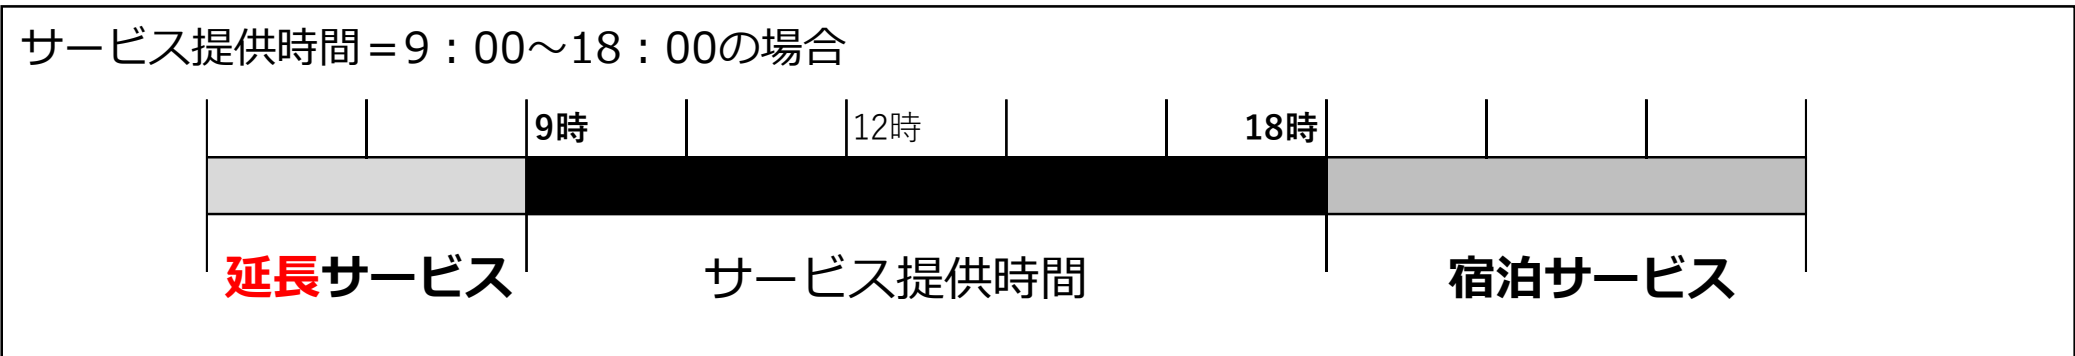 サービス提供時間=9:00～18:00の場合
9時 12時 18時
延長サービス サービス提供時間 宿泊サービス